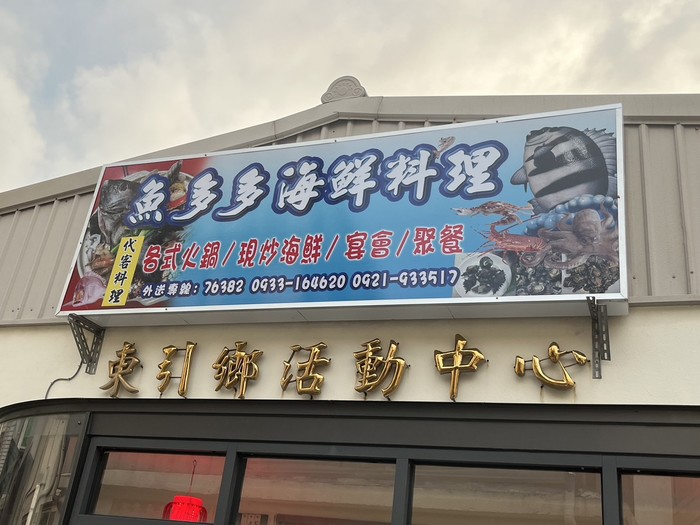 魚多多海鮮料理
代客料理
各式火鍋/現炒海鮮/宴會/聚餐
外送專線：76382 0933-164620 0921-933517
東引鄉活動中心